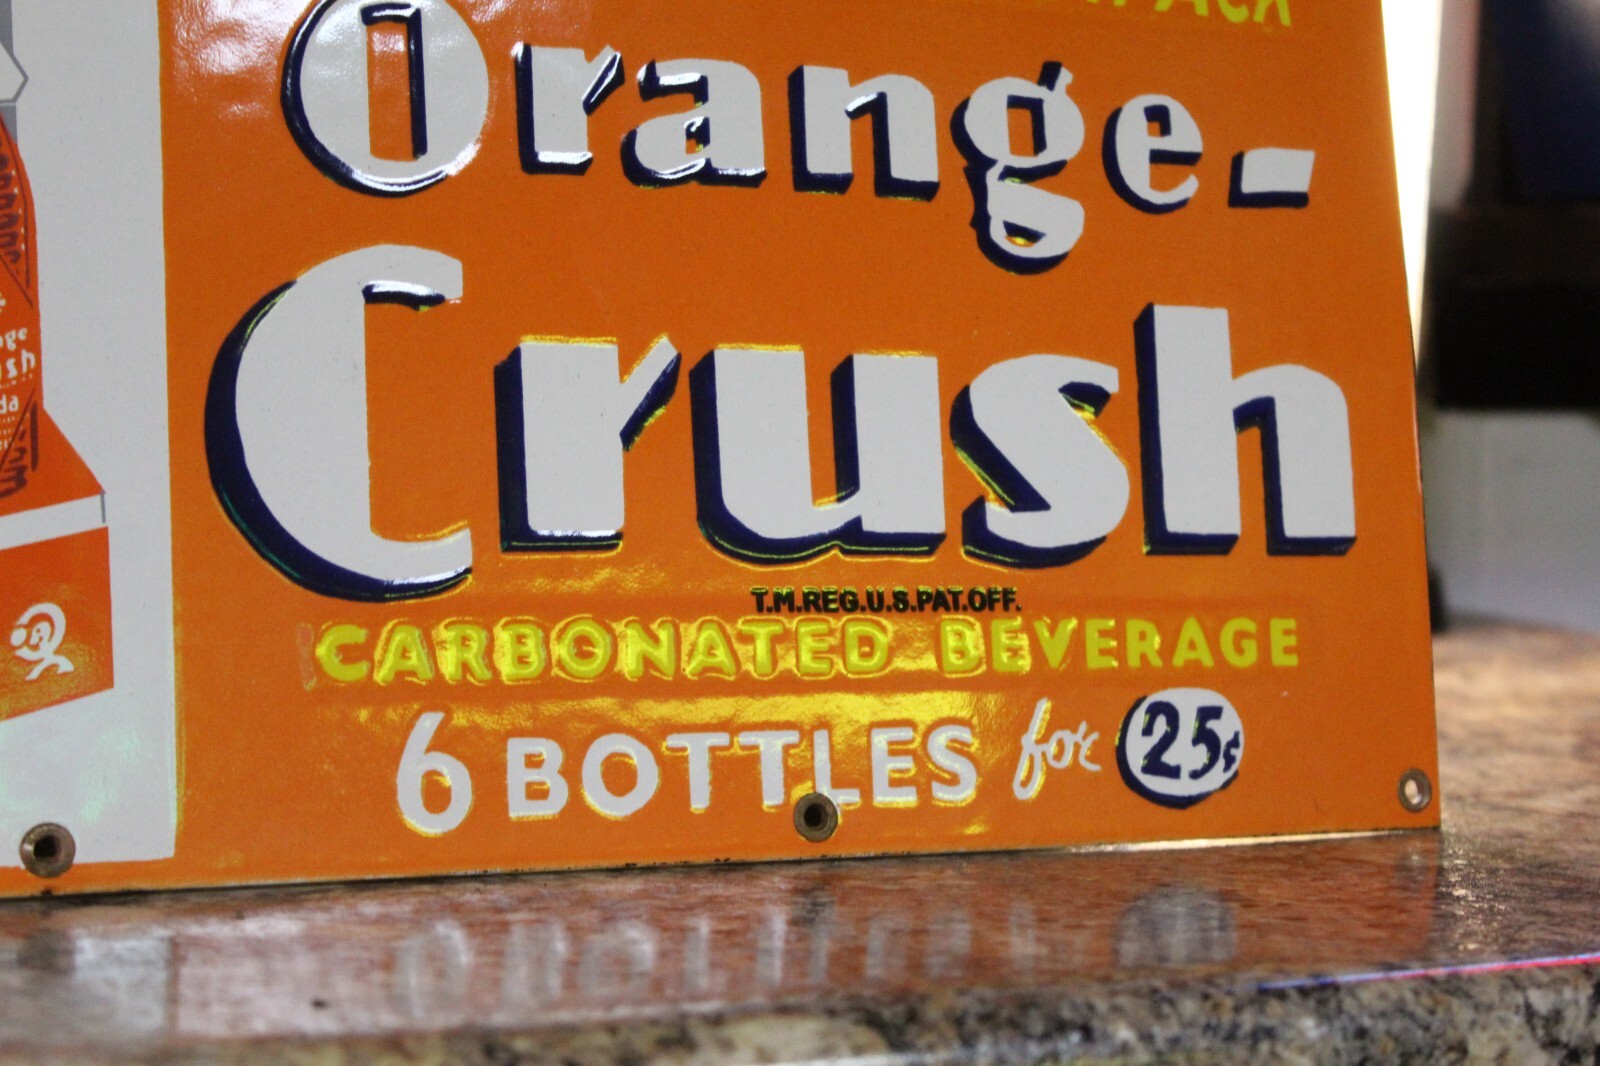 Orange-
Crush
T.M.REG.U.S.PAT.OFF.
CARBONATED BEVERAGE
6 BOTTLES for 25¢